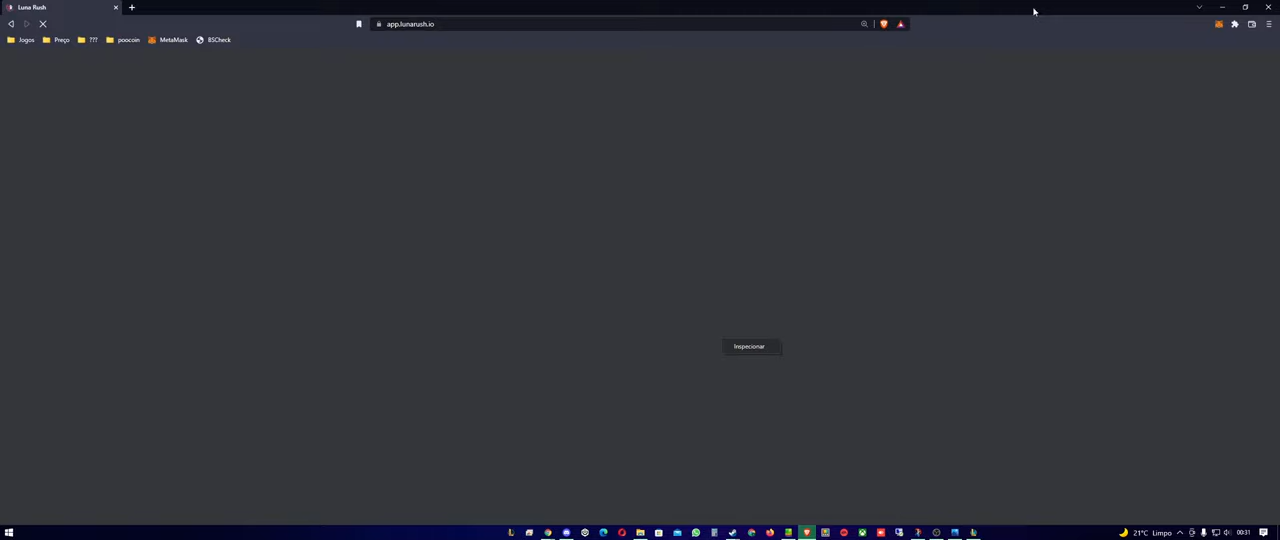 Luna Rush
app.lunarush.io
Jogos Preço ??? poocoin MetaMask BSCheck
Inspecionar
21°C Limpo 00:31